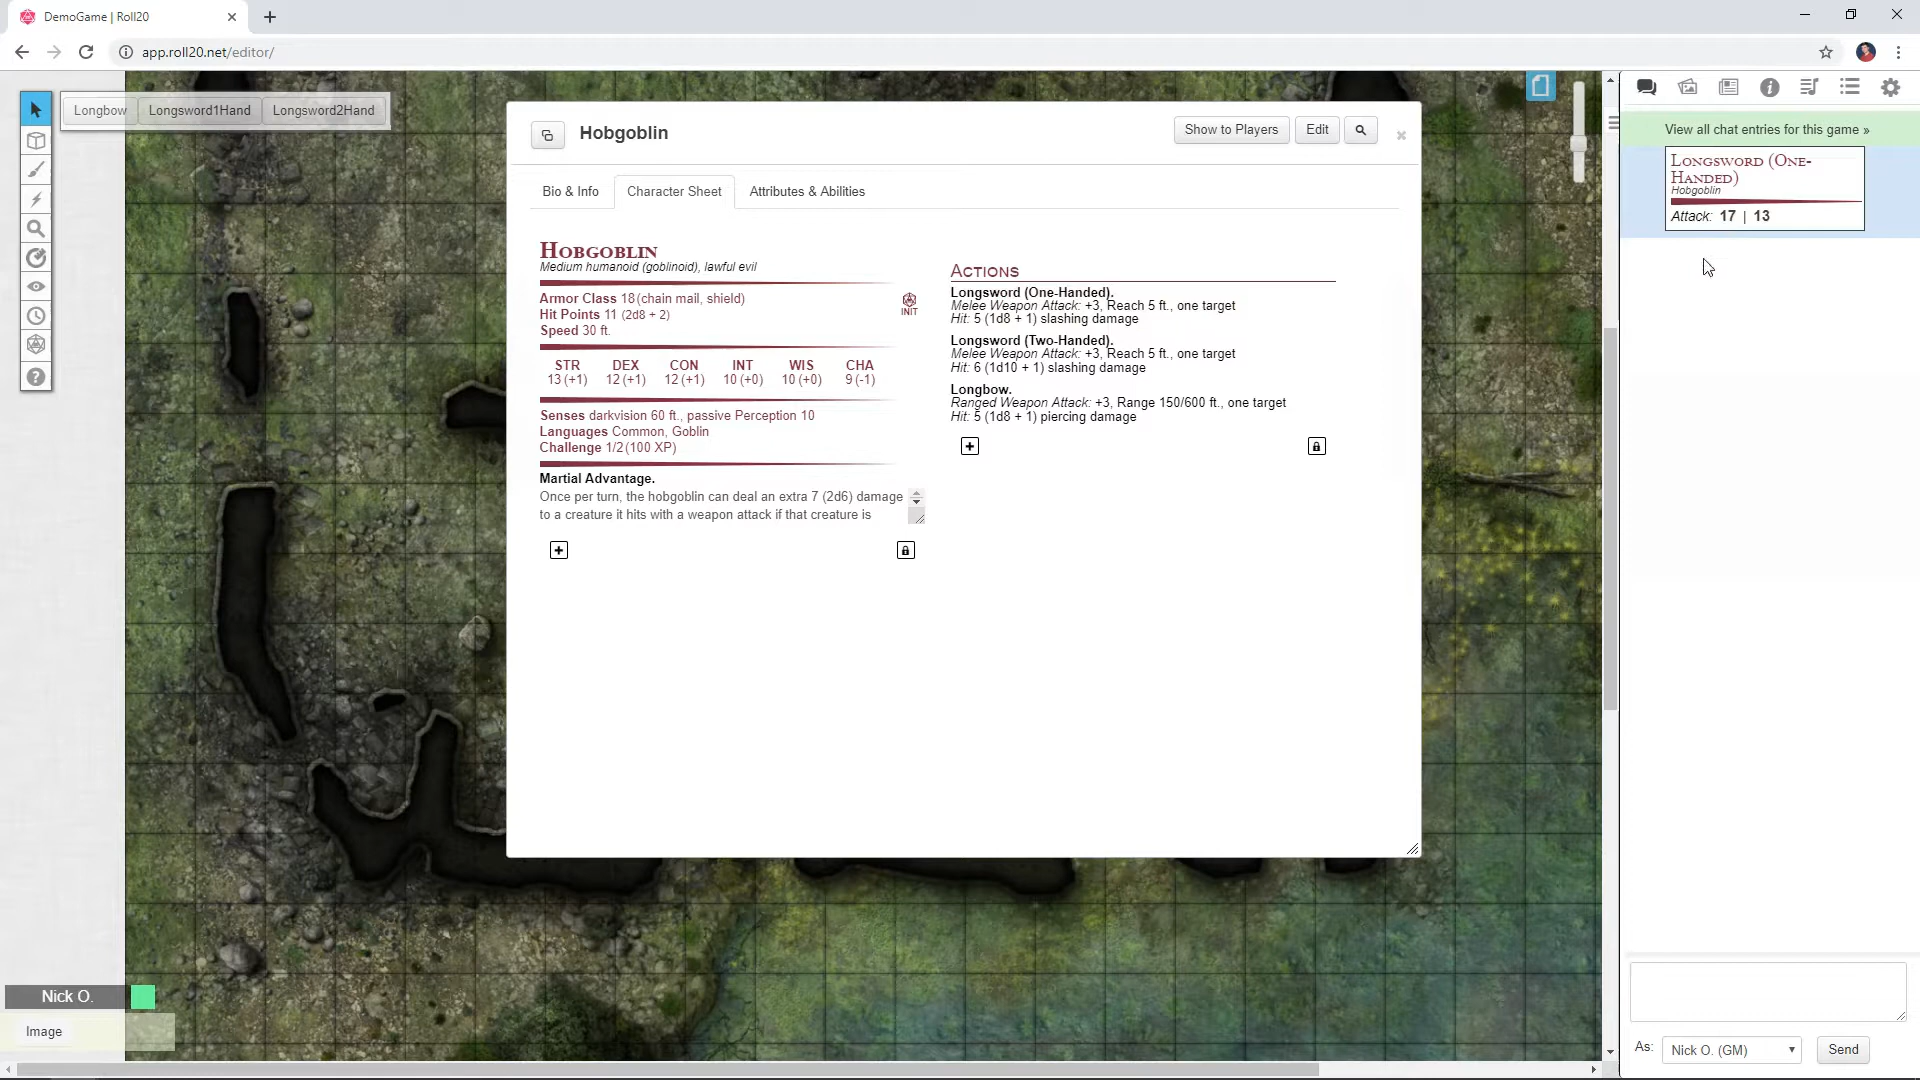 DemoGame | Roll20
app.roll20.net/editor/
Longbow
Longsword1Hand
Longsword2Hand
Hobgoblin
Show to Players
Edit
Bio & Info
Character Sheet
Attributes & Abilities
Hobgoblin
Medium humanoid (goblinoid), lawful evil
Armor Class 18 (chain mail, shield)
Hit Points 11 (2d8 + 2)
Speed 30 ft.
INIT
STR DEX CON INT WIS CHA
13 (+1) 12 (+1) 12 (+1) 10 (+0) 10 (+0) 9 (-1)
Senses darkvision 60 ft., passive Perception 10
Languages Common, Goblin
Challenge 1/2 (100 XP)
Martial Advantage.
Once per turn, the hobgoblin can deal an extra 7 (2d6) damage
to a creature it hits with a weapon attack if that creature is
Actions
Longsword (One-Handed).
Melee Weapon Attack: +3, Reach 5 ft., one target
Hit: 5 (1d8 + 1) slashing damage
Longsword (Two-Handed).
Melee Weapon Attack: +3, Reach 5 ft., one target
Hit: 6 (1d10 + 1) slashing damage
Longbow.
Ranged Weapon Attack: +3, Range 150/600 ft., one target
Hit: 5 (1d8 + 1) piercing damage
View all chat entries for this game »
Longsword (One-
Handed)
Hobgoblin
Attack: 17 | 13
Nick O.
Image
As: Nick O. (GM)
Send